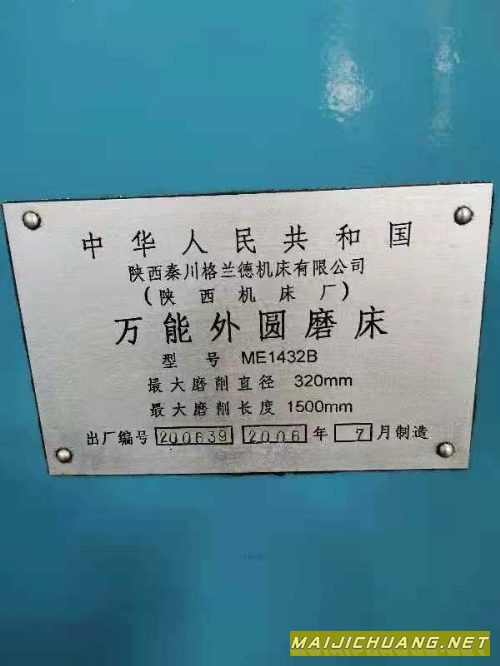 中华人民共和国
陕西秦川格兰德机床有限公司
(陕西机床厂)
万能外圆磨床
型号 ME1432B
最大磨削直径 320mm
最大磨削长度 1500mm
出厂编号 200639 2006 年 7 月制造
MAIJICHUANG.NET